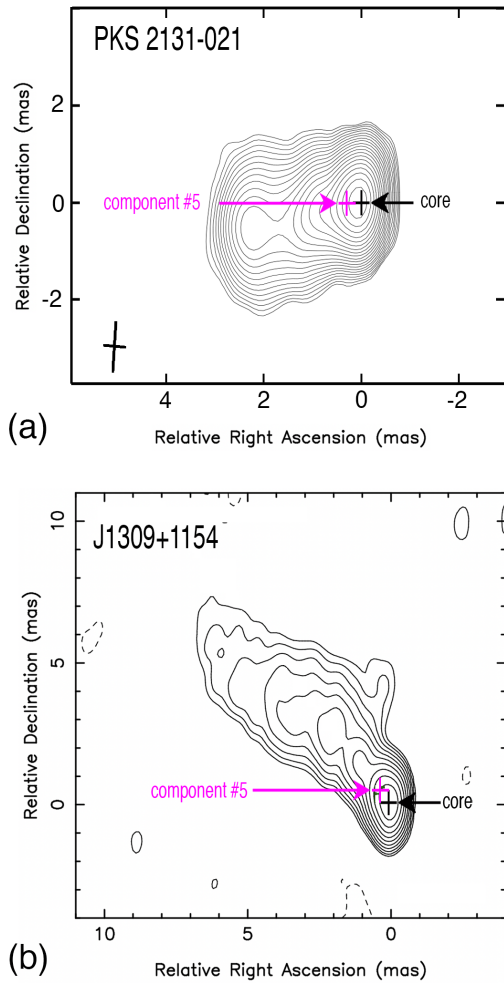 PKS 2131-021
Relative Declination (mas)
2
0
-2
component #5
core
4
2
0
-2
(a)
Relative Right Ascension (mas)
J1309+1154
Relative Declination (mas)
10
5
0
component #5
core
10
5
0
(b)
Relative Right Ascension (mas)